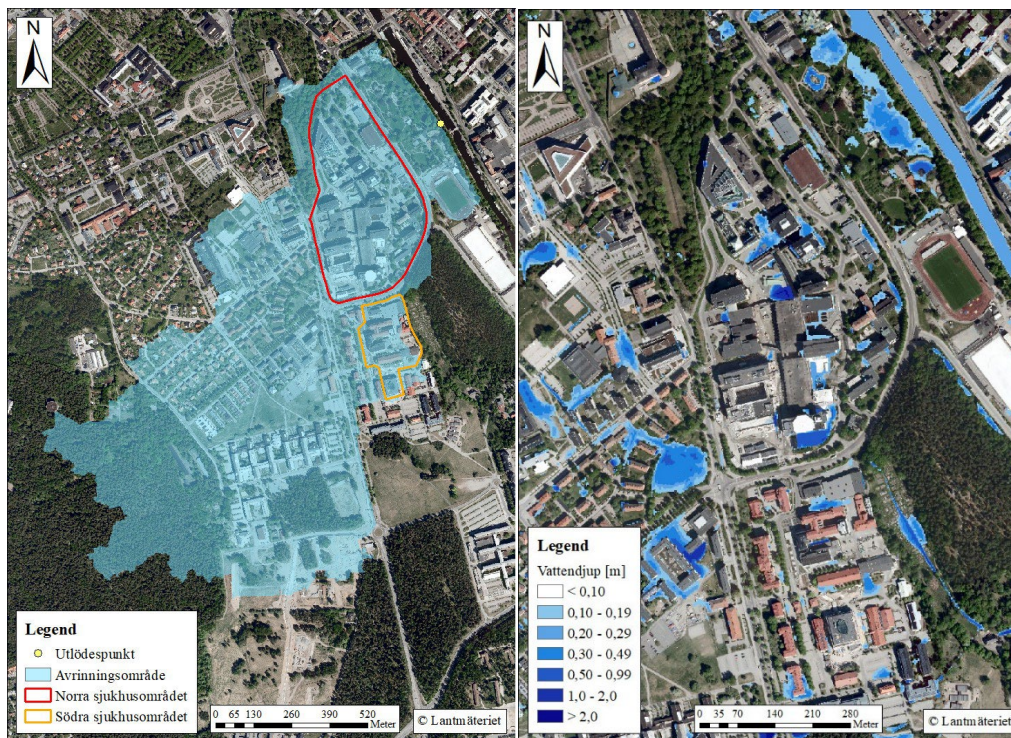 N
Legend
Utlödespunkt
Avrinningsområde
Norra sjukhusområdet
Södra sjukhusområdet
0 65 130 260 390 520
Meter
© Lantmäteriet
N
Legend
Vattendjup [m]
< 0,10
0,10 - 0,19
0,20 - 0,29
0,30 - 0,49
0,50 - 0,99
1,0 - 2,0
> 2,0
0 35 70 140 210 280
Meter
© Lantmäteriet